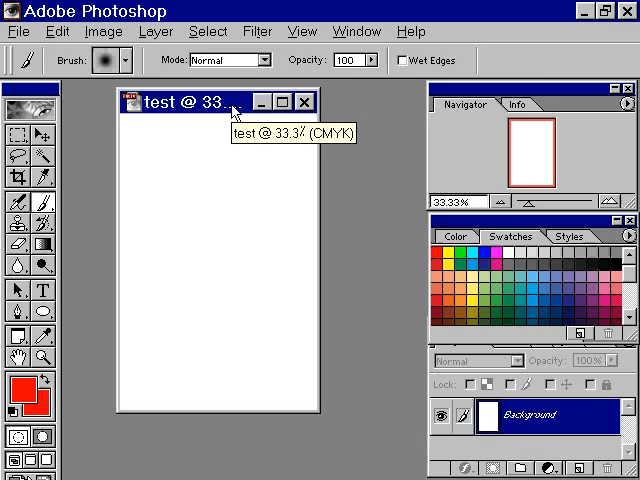 Adobe Photoshop
File Edit Image Layer Select Filter View Window Help
Brush: Mode: Normal Opacity: 100 Wet Edges
test @ 33....
test @ 33.3% (CMYK)
Navigator Info
33.33%
Color Swatches Styles
Normal Opacity: 100%
Lock:
Background